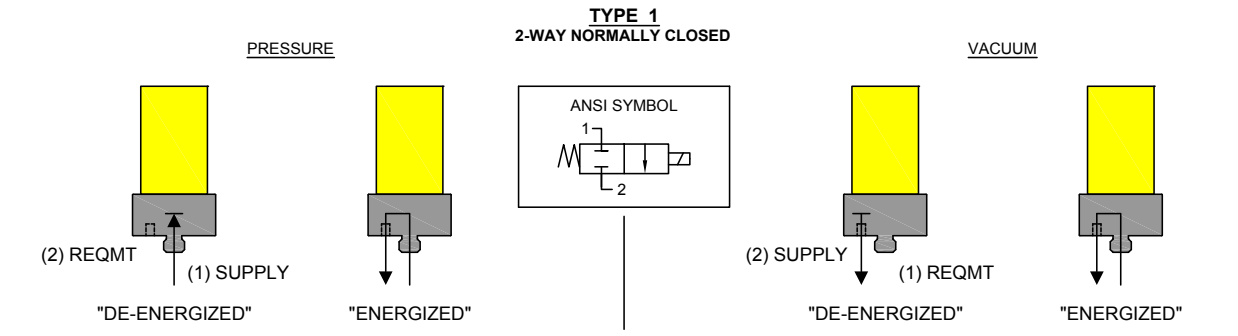 TYPE 1
2-WAY NORMALLY CLOSED
PRESSURE
VACUUM
ANSI SYMBOL
1
2
(2) REQMT
(1) SUPPLY
(2) SUPPLY
(1) REQMT
"DE-ENERGIZED"
"ENERGIZED"
"DE-ENERGIZED"
"ENERGIZED"